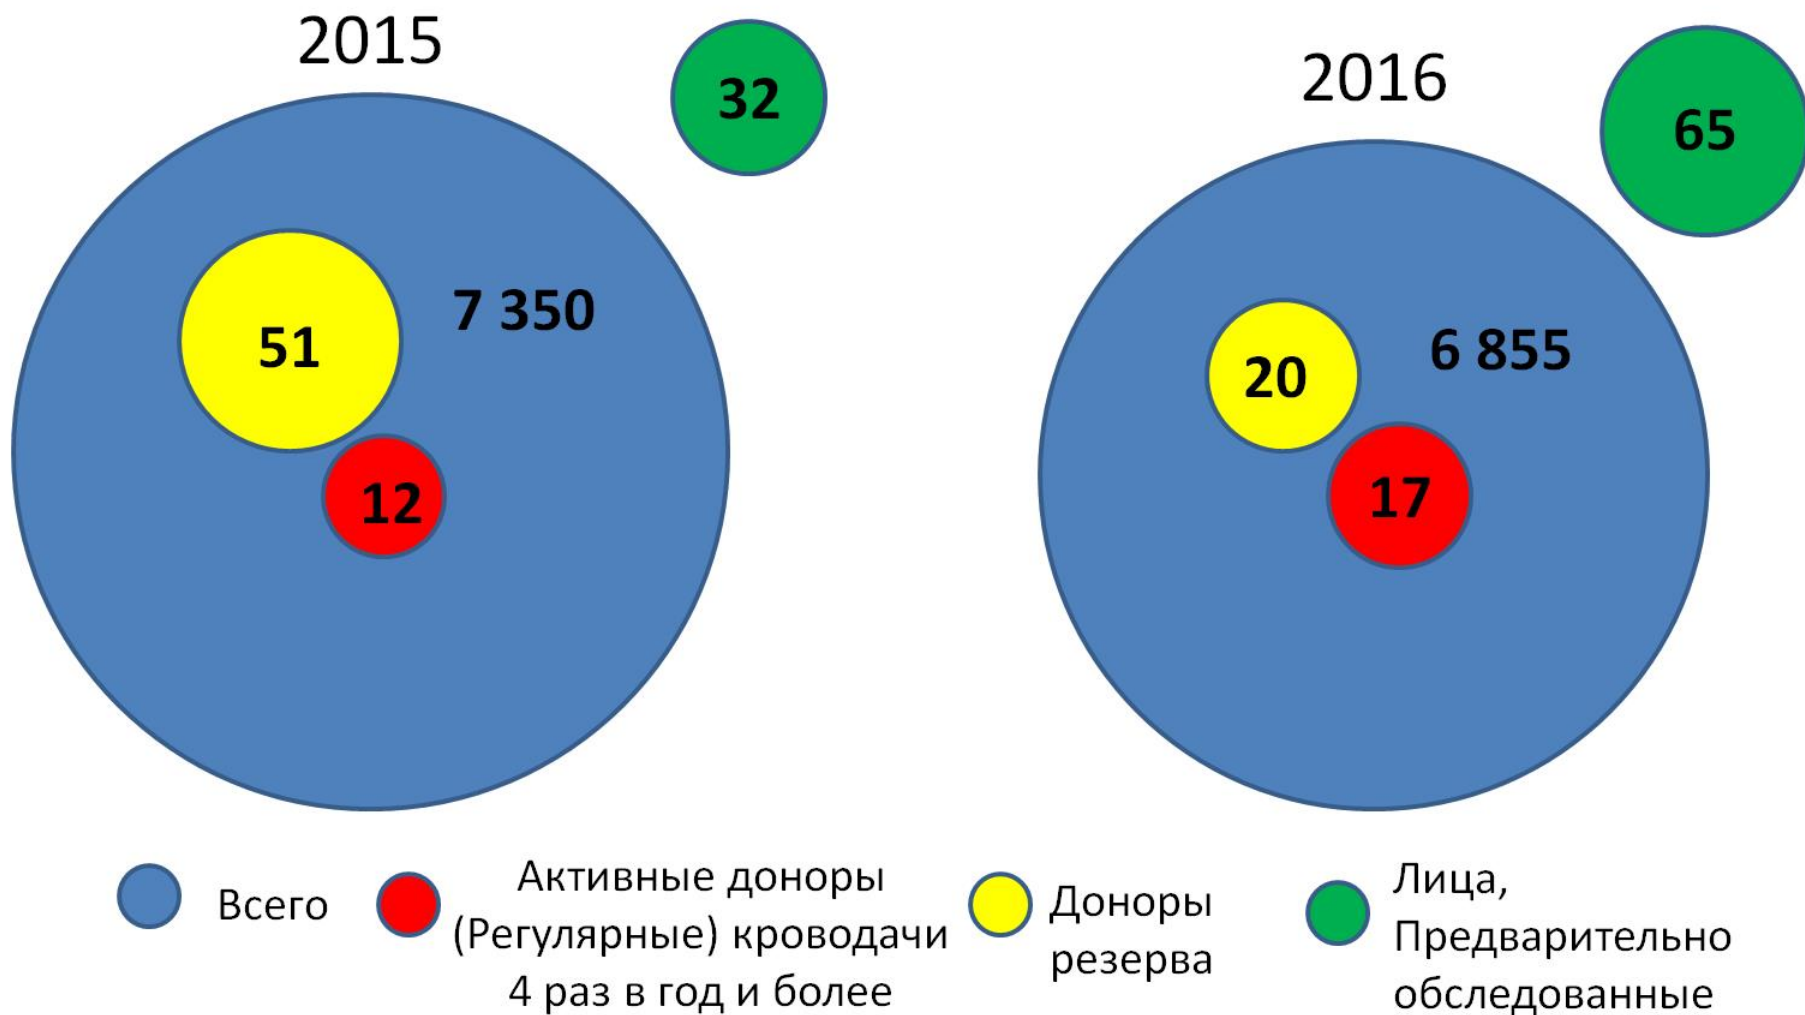 2015
32
7 350
51
12
2016
65
6 855
20
17
Всего
Активные доноры
(Регулярные) кроводачи
4 раз в год и более
Доноры
резерва
Лица,
Предварительно
обследованные